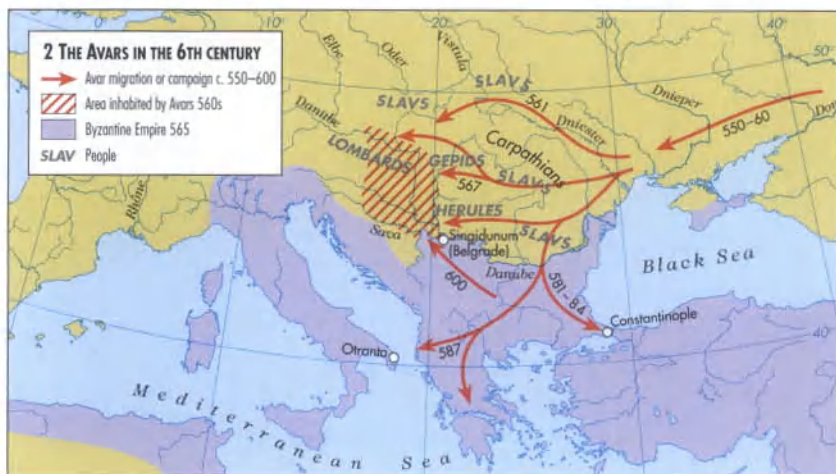 2 THE AVARS IN THE 6TH CENTURY
Avar migration or campaign c. 550–600
Area inhabited by Avars 560s
Byzantine Empire 565
SLAV People
10°
20°
30°
40°
50°
40°
Elbe
Oder
Vistula
SLAVS
SLAVS
561
Dnieper
Dniester
550–60
Danube
LOMBARDS
GEPIDS
Carpathians
SLAVS
567
Rhône
HERULES
SLAVS
Sava
Singidunum
(Belgrade)
Danube
Black Sea
600
581–84
Constantinople
587
Otranto
Mediterranean Sea